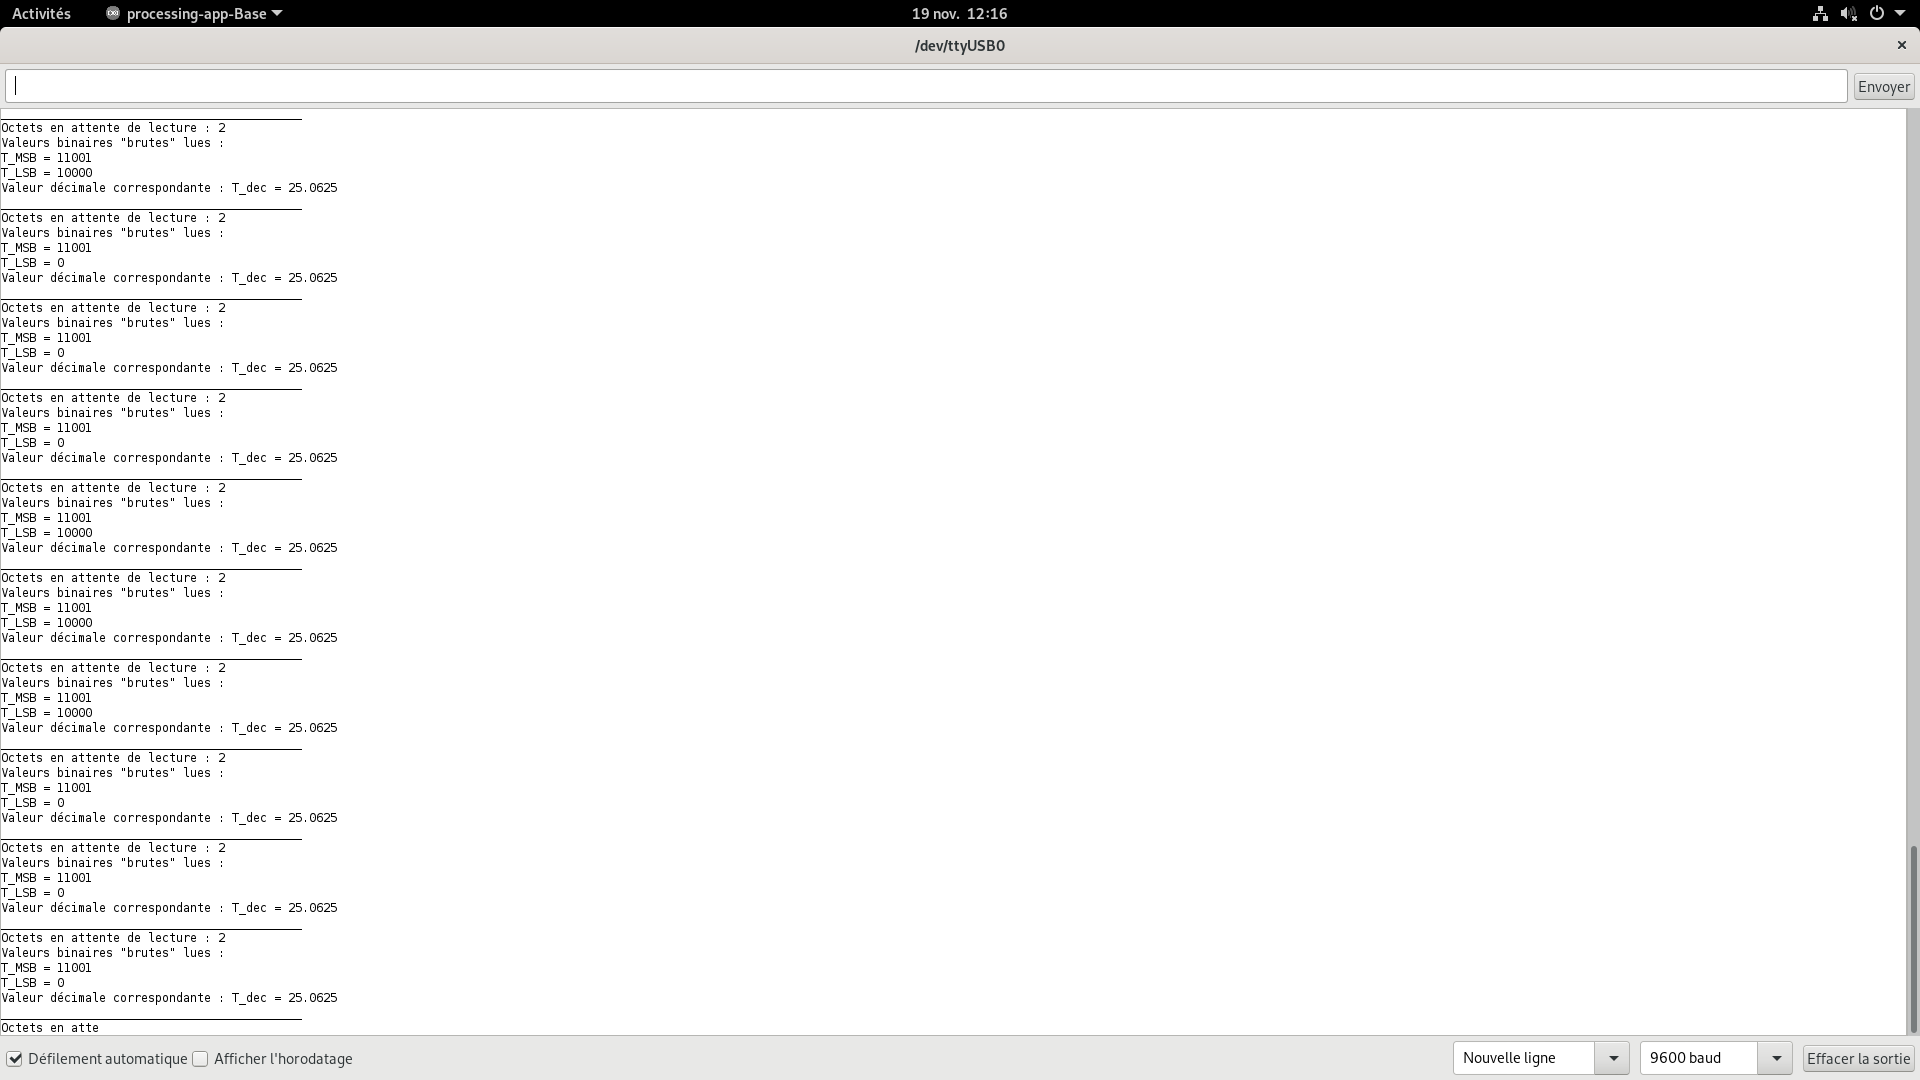 Activités processing-app-Base 19 nov. 12:16
/dev/ttyUSB0
Envoyer
Octets en attente de lecture : 2
Valeurs binaires "brutes" lues :
T_MSB = 11001
T_LSB = 10000
Valeur décimale correspondante : T_dec = 25.0625
Octets en attente de lecture : 2
Valeurs binaires "brutes" lues :
T_MSB = 11001
T_LSB = 0
Valeur décimale correspondante : T_dec = 25.0625
Octets en attente de lecture : 2
Valeurs binaires "brutes" lues :
T_MSB = 11001
T_LSB = 0
Valeur décimale correspondante : T_dec = 25.0625
Octets en attente de lecture : 2
Valeurs binaires "brutes" lues :
T_MSB = 11001
T_LSB = 0
Valeur décimale correspondante : T_dec = 25.0625
Octets en attente de lecture : 2
Valeurs binaires "brutes" lues :
T_MSB = 11001
T_LSB = 10000
Valeur décimale correspondante : T_dec = 25.0625
Octets en attente de lecture : 2
Valeurs binaires "brutes" lues :
T_MSB = 11001
T_LSB = 10000
Valeur décimale correspondante : T_dec = 25.0625
Octets en attente de lecture : 2
Valeurs binaires "brutes" lues :
T_MSB = 11001
T_LSB = 10000
Valeur décimale correspondante : T_dec = 25.0625
Octets en attente de lecture : 2
Valeurs binaires "brutes" lues :
T_MSB = 11001
T_LSB = 0
Valeur décimale correspondante : T_dec = 25.0625
Octets en attente de lecture : 2
Valeurs binaires "brutes" lues :
T_MSB = 11001
T_LSB = 0
Valeur décimale correspondante : T_dec = 25.0625
Octets en attente de lecture : 2
Valeurs binaires "brutes" lues :
T_MSB = 11001
T_LSB = 0
Valeur décimale correspondante : T_dec = 25.0625
Octets en atte
Défilement automatique Afficher l'horodatage Nouvelle ligne 9600 baud Effacer la sortie